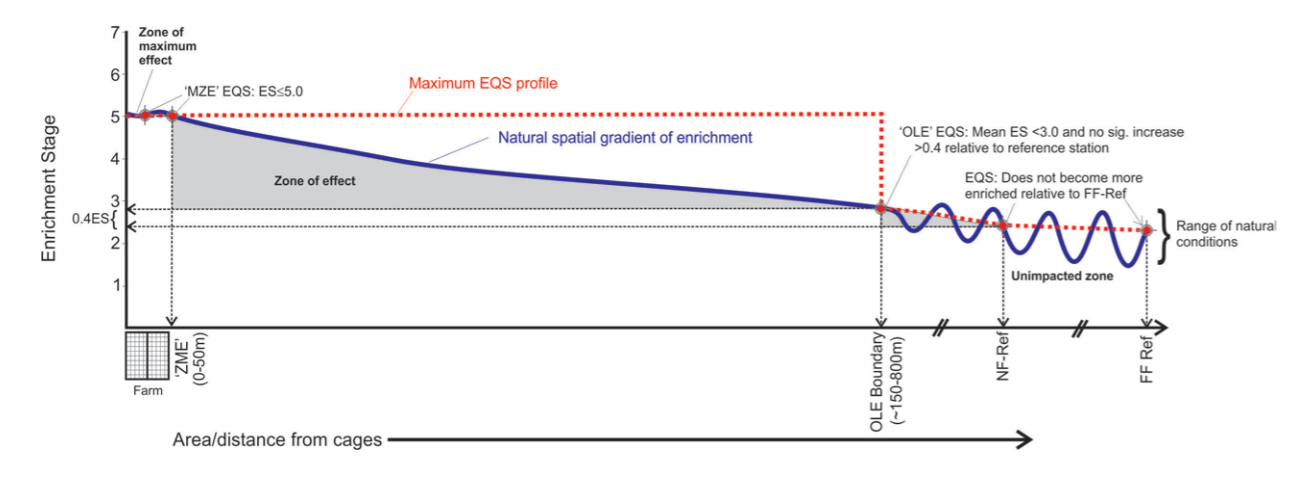 7
Zone of
maximum
effect
6
'MZE' EQS: ES≤5.0
Maximum EQS profile
5
'OLE' EQS: Mean ES <3.0 and no sig. increase
>0.4 relative to reference station
Natural spatial gradient of enrichment
4
EQS: Does not become more
enriched relative to FF-Ref
Zone of effect
3
0.4ES{
2
Range of natural
conditions
Unimpacted zone
1
Enrichment Stage
Farm
'ZME'
(0-50m)
OLE Boundary
(~150-800m)
NF-Ref
FF Ref
Area/distance from cages